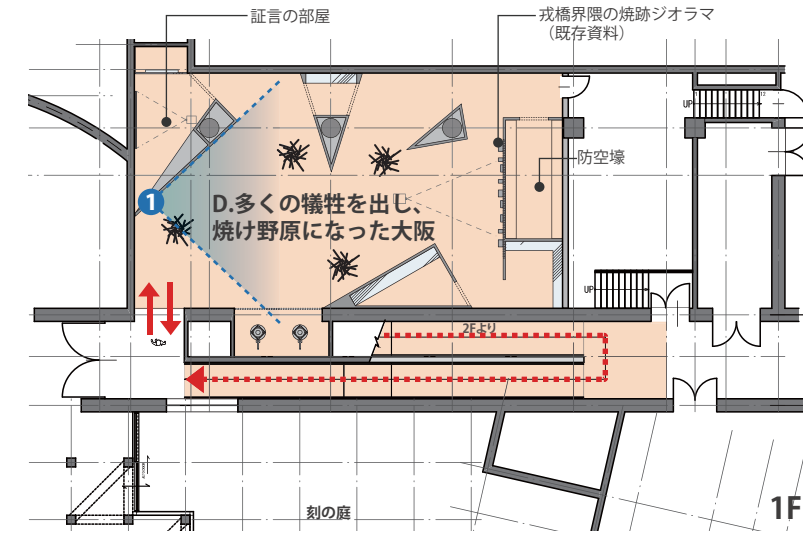 証言の部屋
戎橋界隈の焼跡ジオラマ
（既存資料）
UP
防空壕
1
D.多くの犠牲を出し、
焼け野原になった大阪
UP
2Fより
刻の庭
1F